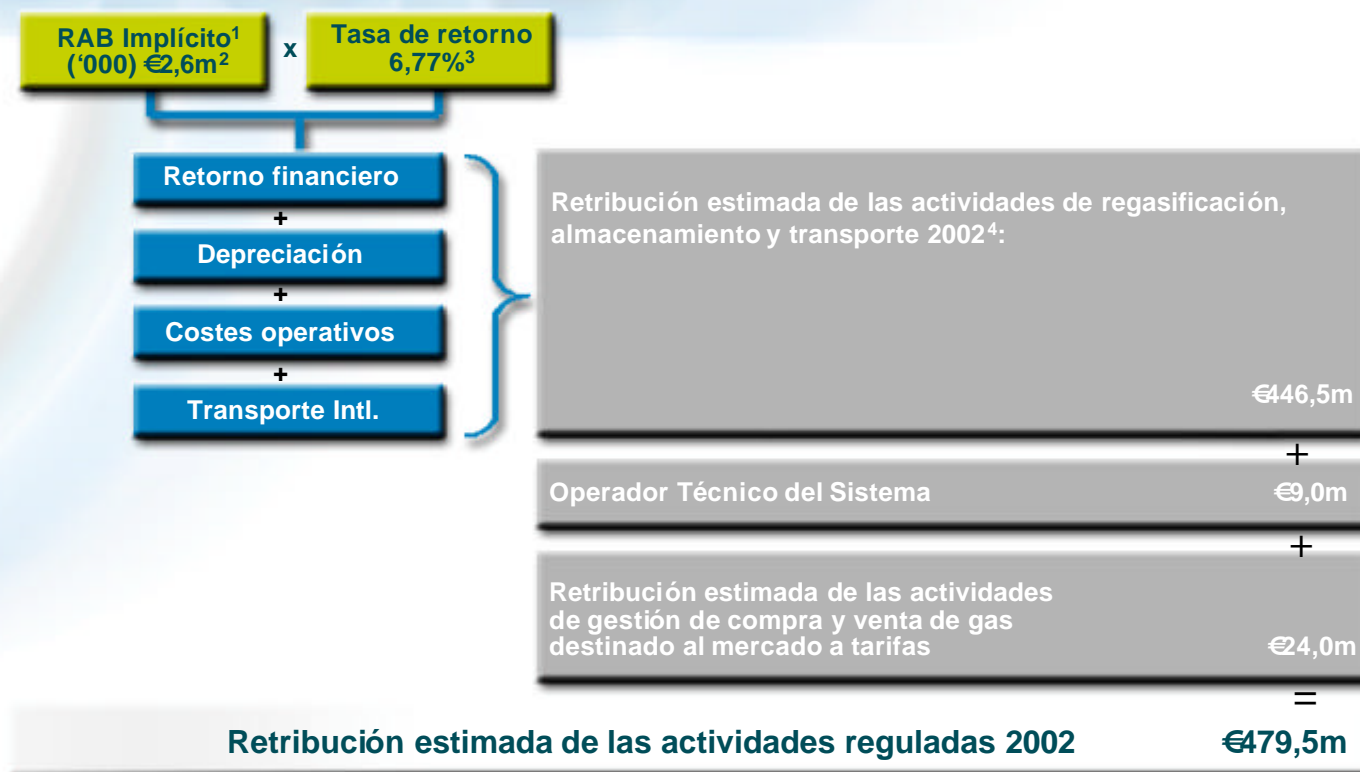 RAB Implícito¹
('000) €2,6m²
x
Tasa de retorno
6,77%³
Retorno financiero
+
Depreciación
+
Costes operativos
+
Transporte Intl.
Retribución estimada de las actividades de regasificación,
almacenamiento y transporte 2002⁴:
€446,5m
+
Operador Técnico del Sistema €9,0m
+
Retribución estimada de las actividades
de gestión de compra y venta de gas
destinado al mercado a tarifas €24,0m
=
Retribución estimada de las actividades reguladas 2002 €479,5m